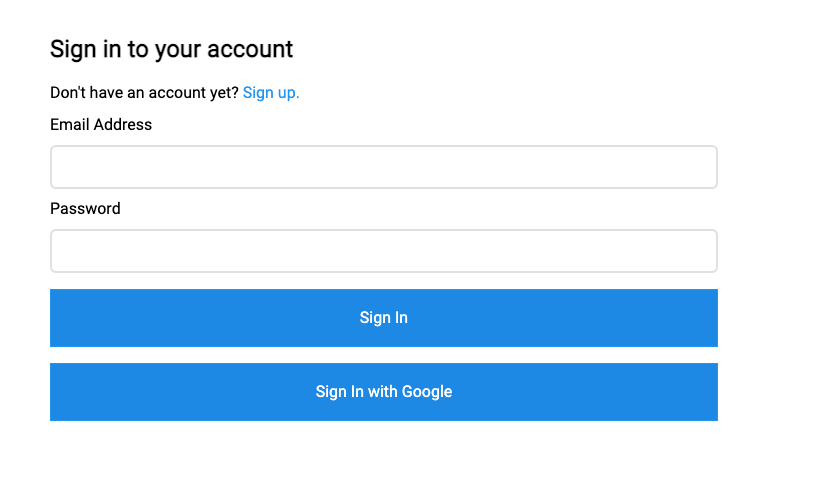 Sign in to your account
Don't have an account yet? Sign up.
Email Address
Password
Sign In
Sign In with Google